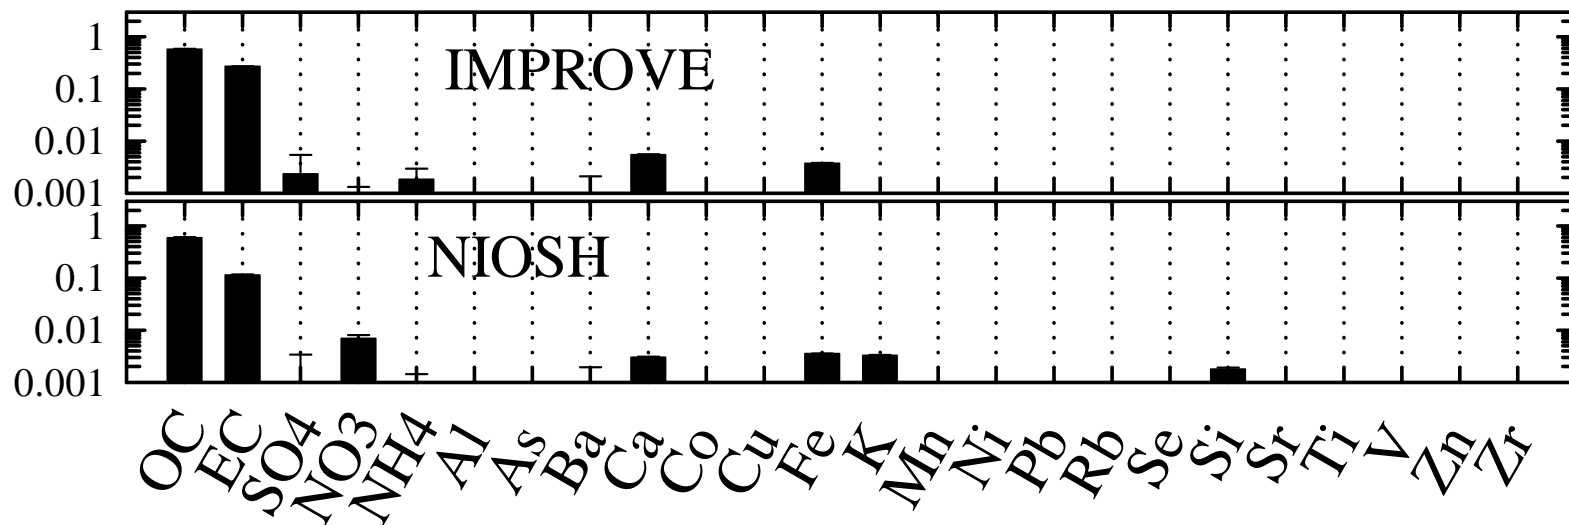 1
0.1
0.01
0.001
IMPROVE
1
0.1
0.01
0.001
NIOSH
OC EC SO4 NO3 NH4 Al As Ba Ca Co Cu Fe K Mn Ni Pb Rb Se Si Sr Ti V Zn Zr